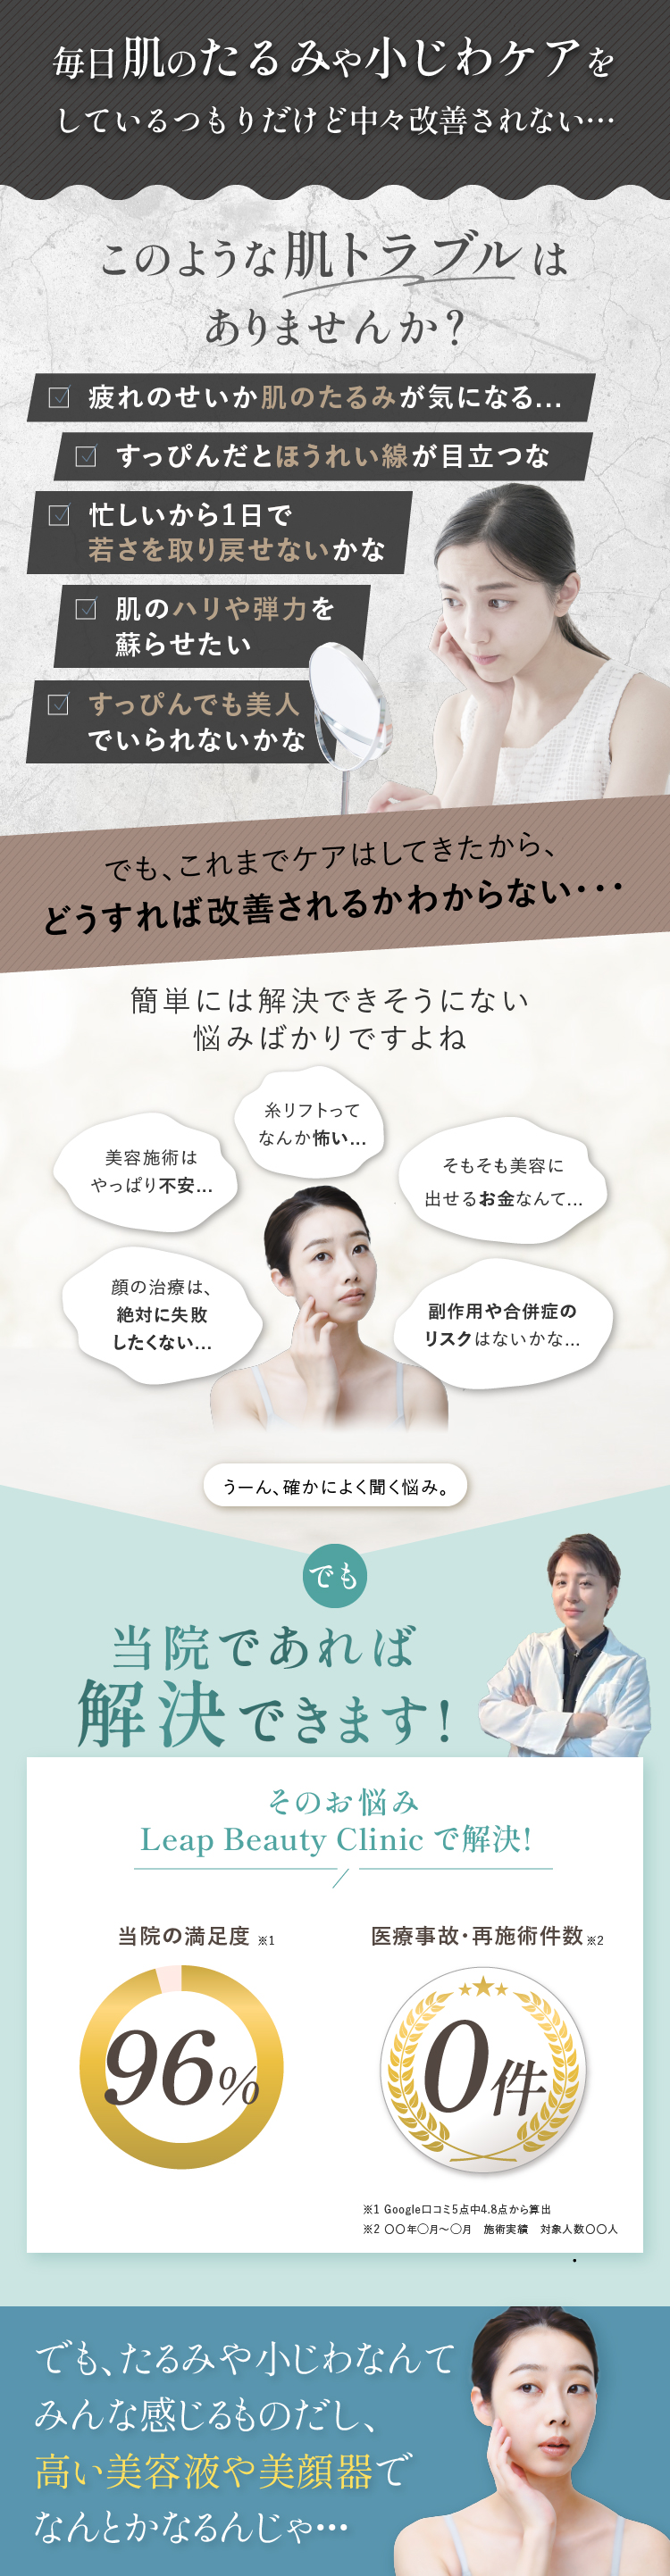 毎日肌のたるみや小じわケアを
しているつもりだけど中々改善されない…
このような肌トラブルは
ありませんか？
疲れのせいか肌のたるみが気になる...
すっぴんだとほうれい線が目立つな
忙しいから1日で
若さを取り戻せないかな
肌のハリや弾力を
蘇らせたい
すっぴんでも美人
でいられないかな
でも、これまでケアはしてきたから、
どうすれば改善されるかわからない・・・
簡単には解決できそうにない
悩みばかりですよね
糸リフトって
なんか怖い...
美容施術は
やっぱり不安...
そもそも美容に
出せるお金なんて...
顔の治療は、
絶対に失敗
したくない...
副作用や合併症の
リスクはないかな...
うーん、確かによく聞く悩み。
でも
当院であれば
解決できます!
そのお悩み
Leap Beauty Clinic で解決!
当院の満足度 ※1
96%
医療事故・再施術件数 ※2
0件
※1 Google口コミ5点中4.8点から算出
※2 〇〇年〇月〜〇月　施術実績　対象人数〇〇人
でも、たるみや小じわなんて
みんな感じるものだし、
高い美容液や美顔器で
なんとかなるんじゃ…